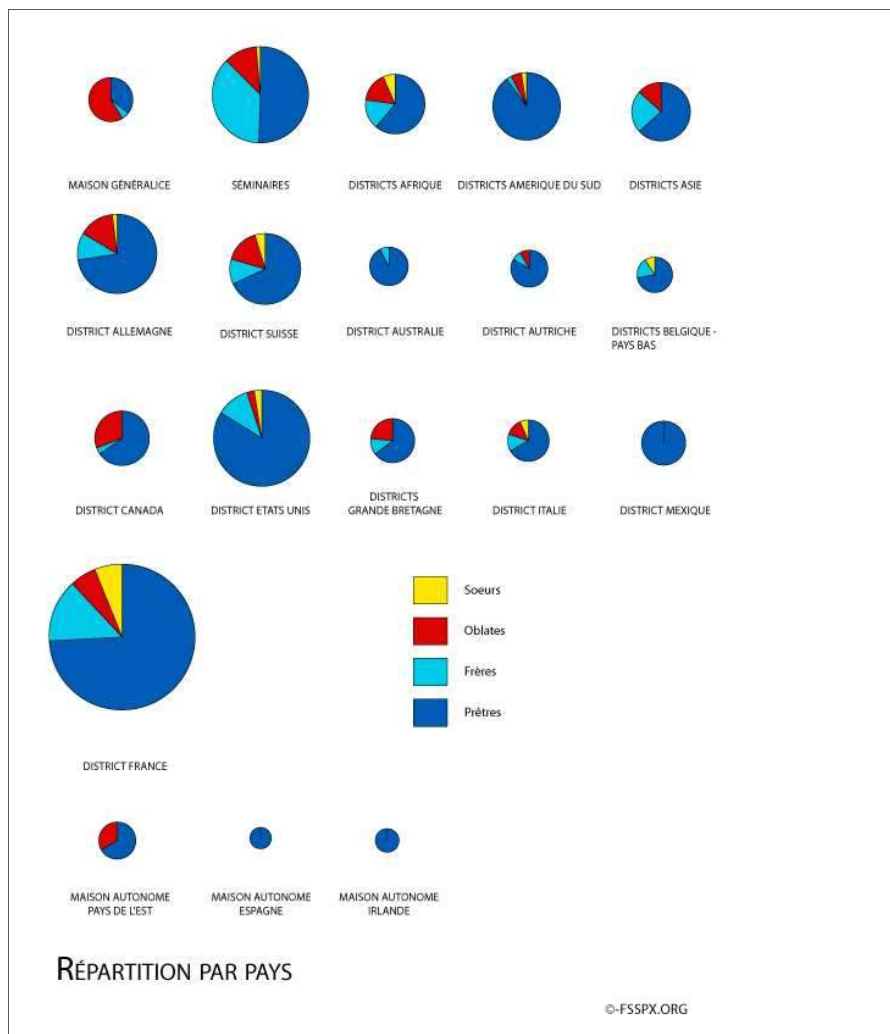 MAISON GÉNÉRALICE
SÉMINAIRES
DISTRICTS AFRIQUE
DISTRICTS AMERIQUE DU SUD
DISTRICTS ASIE
DISTRICT ALLEMAGNE
DISTRICT SUISSE
DISTRICT AUSTRALIE
DISTRICT AUTRICHE
DISTRICTS BELGIQUE -
PAYS BAS
DISTRICT CANADA
DISTRICT ETATS UNIS
DISTRICTS
GRANDE BRETAGNE
DISTRICT ITALIE
DISTRICT MEXIQUE
Soeurs
Oblates
Frères
Prêtres
DISTRICT FRANCE
MAISON AUTONOME
PAYS DE L'EST
MAISON AUTONOME
ESPAGNE
MAISON AUTONOME
IRLANDE
RÉPARTITION PAR PAYS
©-FSSPX.ORG